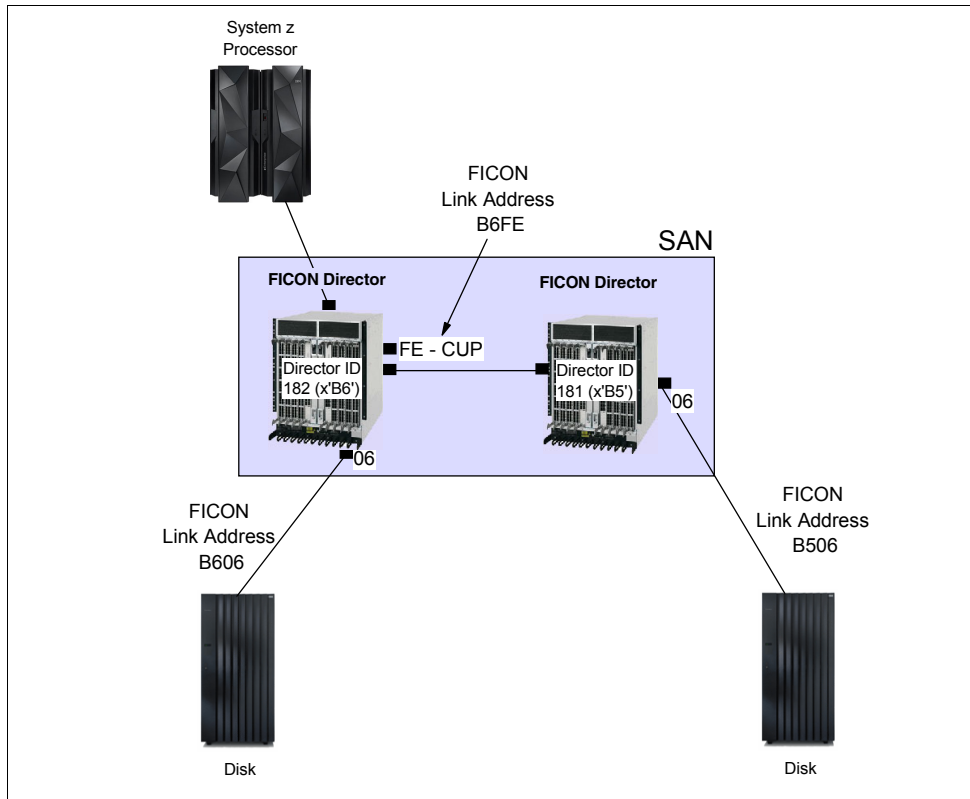 System z
Processor
FICON
Link Address
B6FE
SAN
FICON Director
FICON Director
FE - CUP
Director ID
182 (x'B6')
Director ID
181 (x'B5')
06
06
FICON
Link Address
B606
FICON
Link Address
B506
Disk
Disk